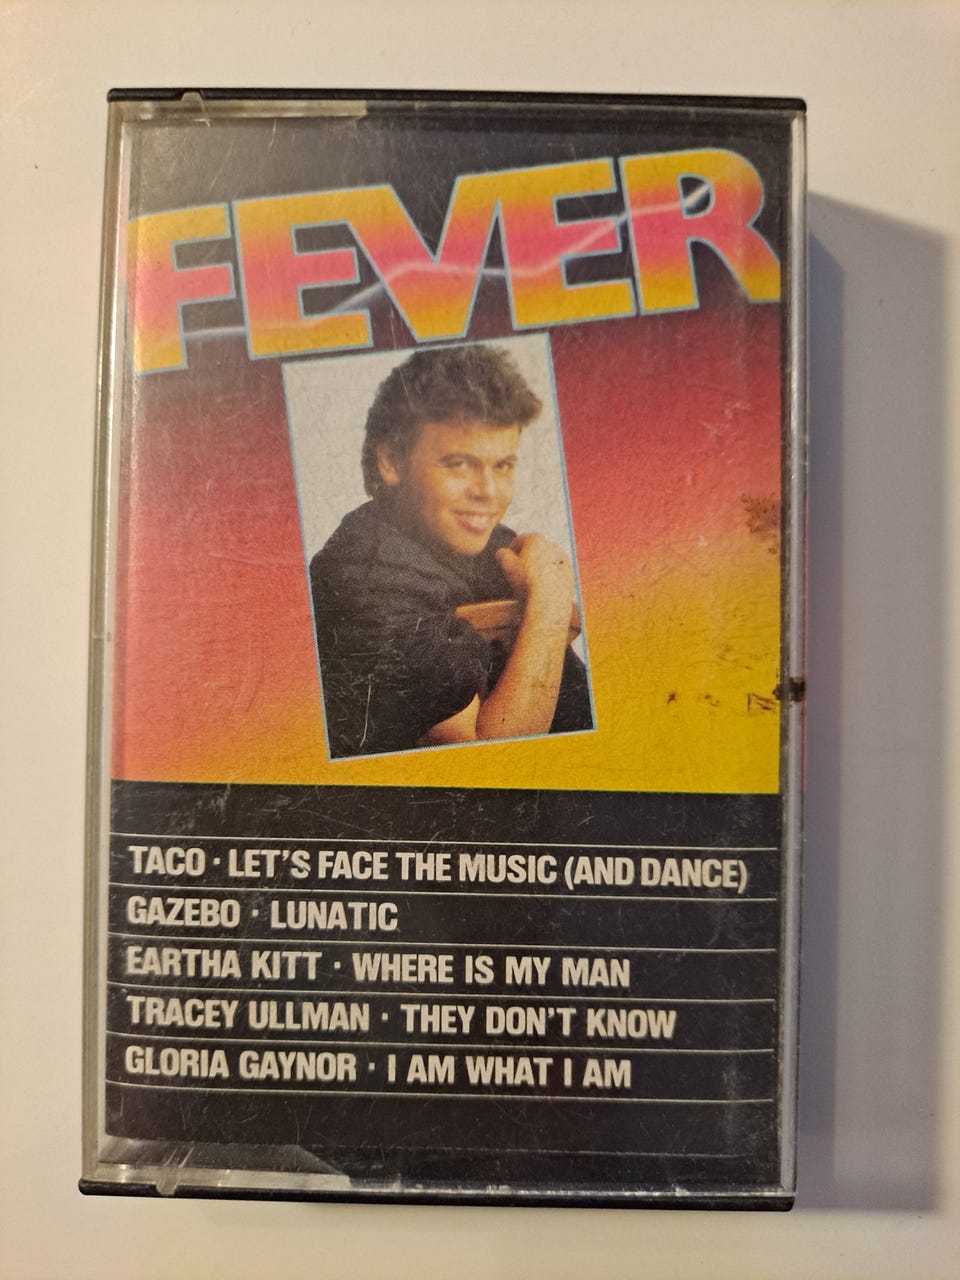 FEVER
TACO · LET'S FACE THE MUSIC (AND DANCE)
GAZEBO · LUNATIC
EARTHA KITT · WHERE IS MY MAN
TRACEY ULLMAN · THEY DON'T KNOW
GLORIA GAYNOR · I AM WHAT I AM